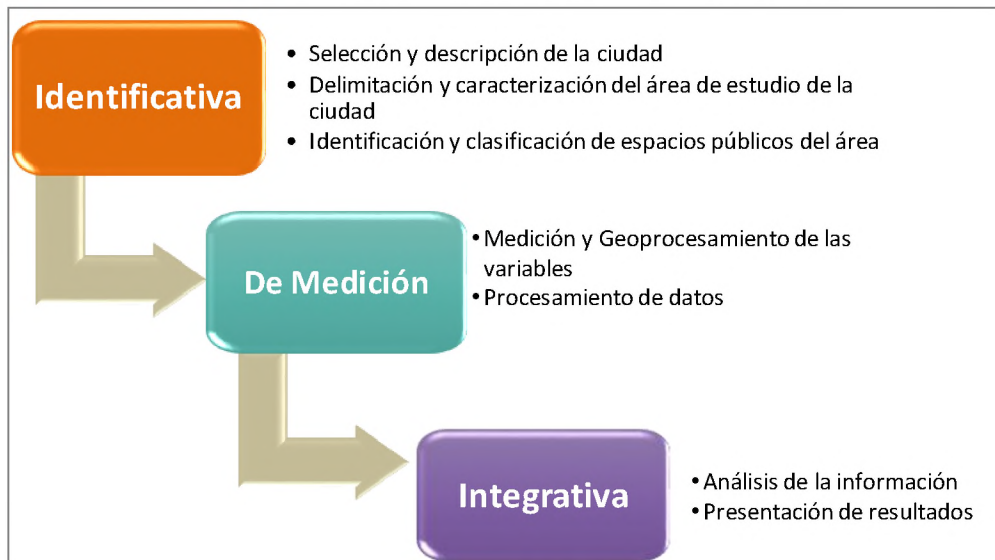 Identificativa
• Selección y descripción de la ciudad
• Delimitación y caracterización del área de estudio de la
ciudad
• Identificación y clasificación de espacios públicos del área
De Medición
• Medición y Geoprocesamiento de las
variables
• Procesamiento de datos
Integrativa
• Análisis de la información
• Presentación de resultados